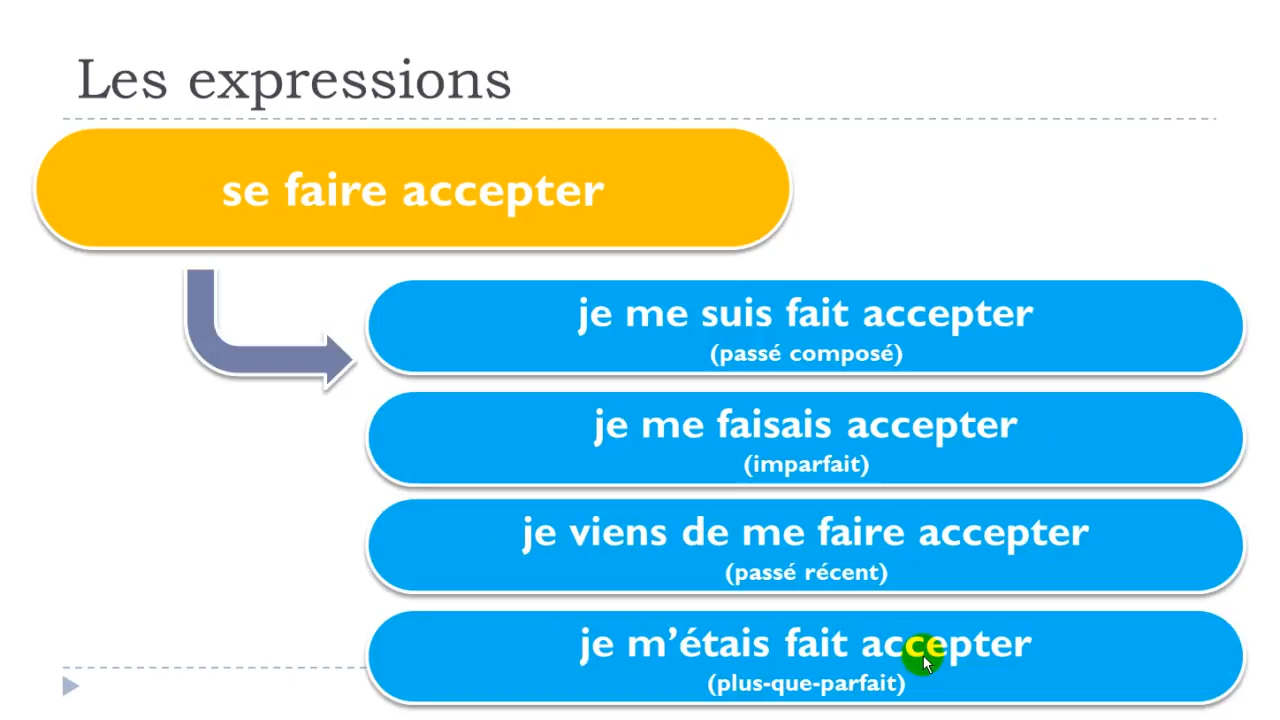 Les expressions
se faire accepter
je me suis fait accepter
(passé composé)
je me faisais accepter
(imparfait)
je viens de me faire accepter
(passé récent)
je m’étais fait accepter
(plus-que-parfait)